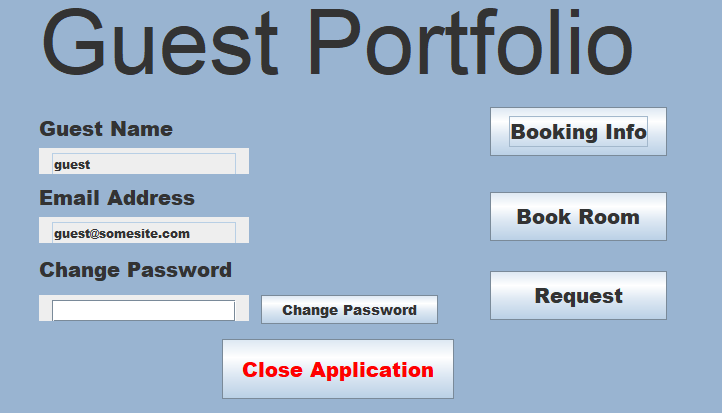 Guest Portfolio
Guest Name
guest
Email Address
guest@somesite.com
Change Password
Change Password
Close Application
Booking Info
Book Room
Request